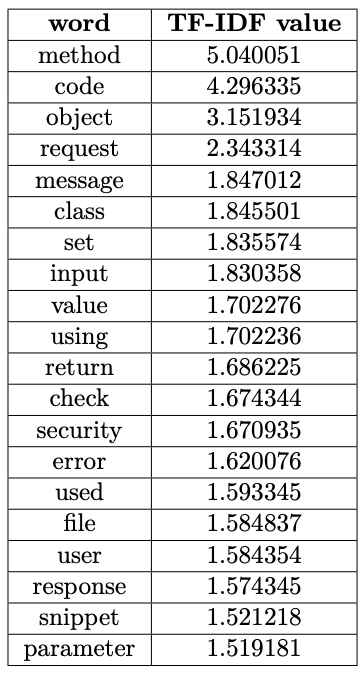 word TF-IDF value
method 5.040051
code 4.296335
object 3.151934
request 2.343314
message 1.847012
class 1.845501
set 1.835574
input 1.830358
value 1.702276
using 1.702236
return 1.686225
check 1.674344
security 1.670935
error 1.620076
used 1.593345
file 1.584837
user 1.584354
response 1.574345
snippet 1.521218
parameter 1.519181